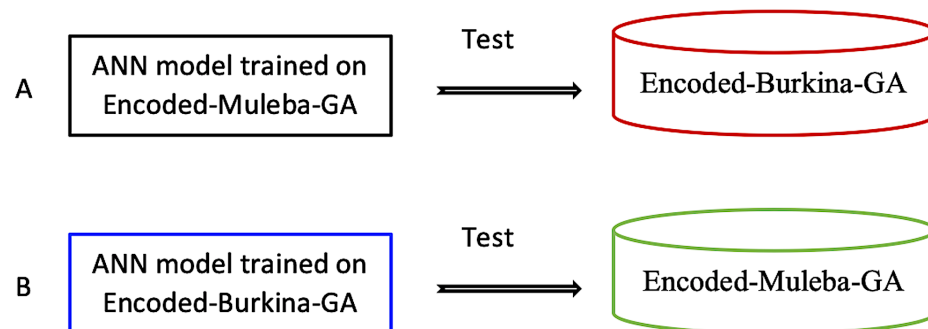 Test
A
ANN model trained on
Encoded-Muleba-GA
Encoded-Burkina-GA
Test
B
ANN model trained on
Encoded-Burkina-GA
Encoded-Muleba-GA